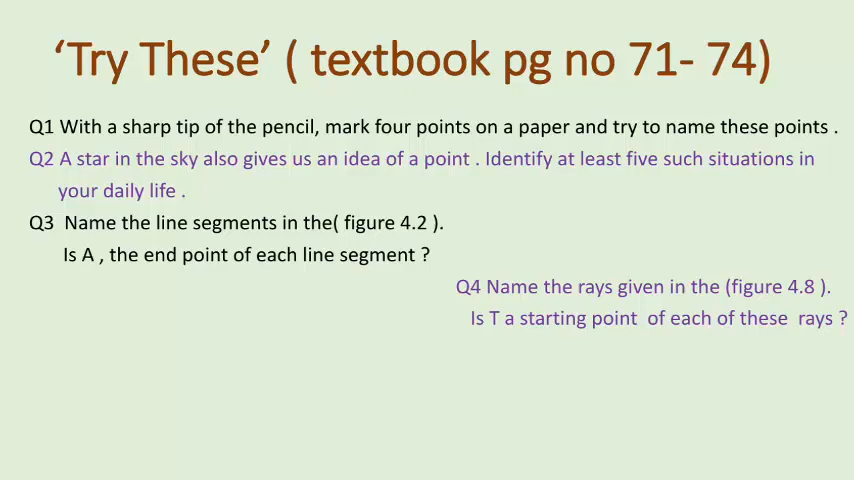 ‘Try These’ ( textbook pg no 71- 74)
Q1 With a sharp tip of the pencil, mark four points on a paper and try to name these points .
Q2 A star in the sky also gives us an idea of a point . Identify at least five such situations in
your daily life .
Q3 Name the line segments in the( figure 4.2 ).
Is A , the end point of each line segment ?
Q4 Name the rays given in the (figure 4.8 ).
Is T a starting point of each of these rays ?